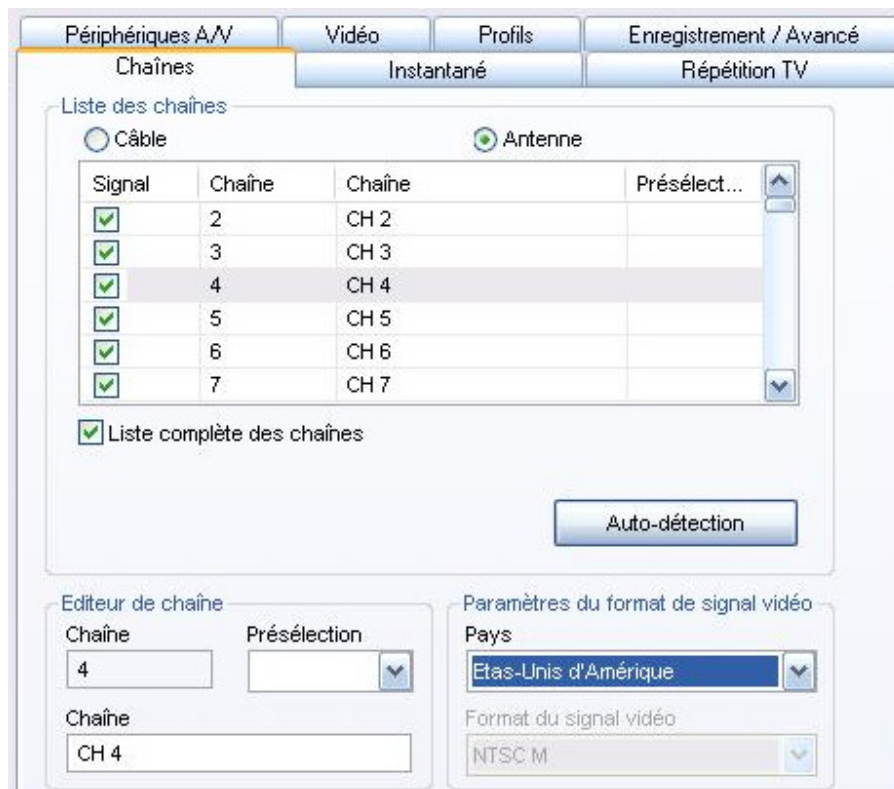 Périphériques A/V Vidéo Profils Enregistrement / Avancé
Chaînes Instantané Répétition TV
Liste des chaînes
Câble Antenne
Signal Chaîne Chaîne Présélect...
2 CH 2
3 CH 3
4 CH 4
5 CH 5
6 CH 6
7 CH 7
Liste complète des chaînes
Auto-détection
Editeur de chaîne
Chaîne Présélection
4
Chaîne
CH 4
Paramètres du format de signal vidéo
Pays
Etas-Unis d'Amérique
Format du signal vidéo
NTSC M